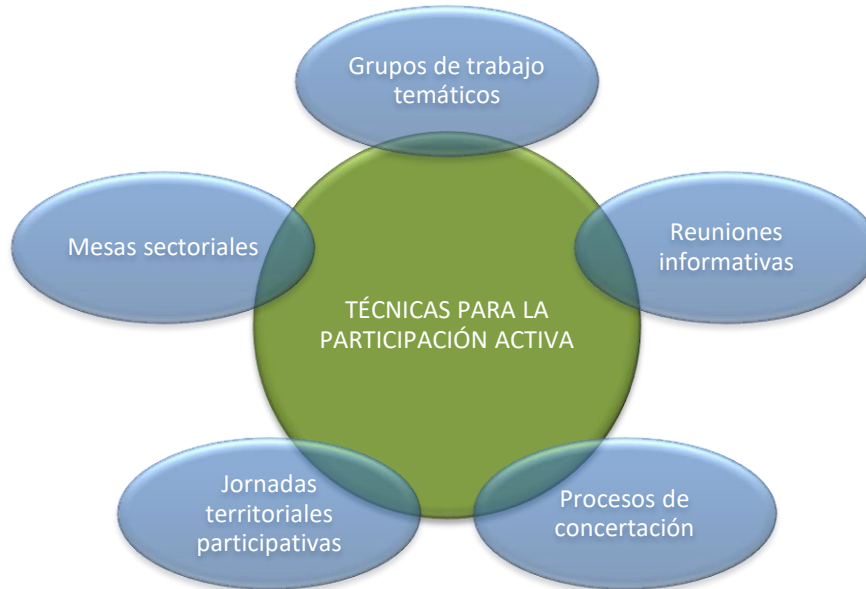 Grupos de trabajo
temáticos
Mesas sectoriales
Reuniones
informativas
TÉCNICAS PARA LA
PARTICIPACIÓN ACTIVA
Jornadas
territoriales
participativas
Procesos de
concertación